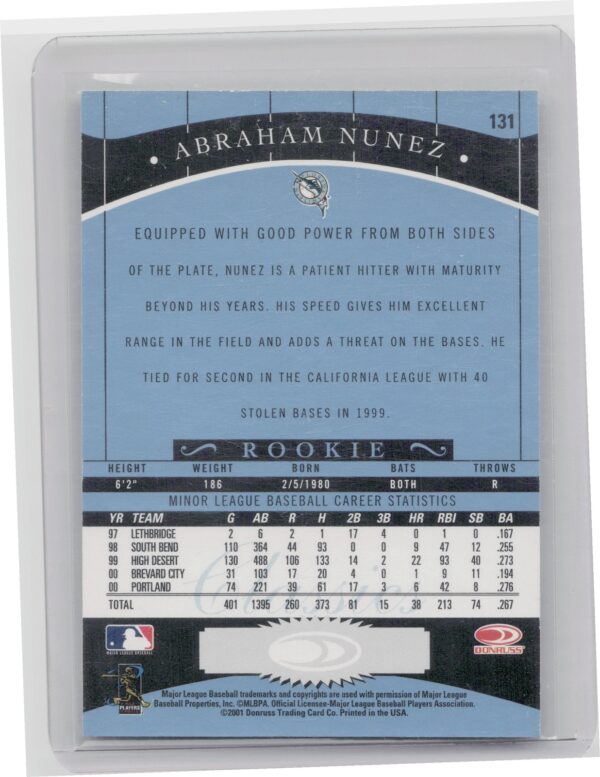 131
• ABRAHAM NUNEZ •
EQUIPPED WITH GOOD POWER FROM BOTH SIDES
OF THE PLATE, NUNEZ IS A PATIENT HITTER WITH MATURITY
BEYOND HIS YEARS. HIS SPEED GIVES HIM EXCELLENT
RANGE IN THE FIELD AND ADDS A THREAT ON THE BASES. HE
TIED FOR SECOND IN THE CALIFORNIA LEAGUE WITH 40
STOLEN BASES IN 1999.
ROOKIE
HEIGHT WEIGHT BORN BATS THROWS
6'2" 186 2/5/1980 BOTH R
MINOR LEAGUE BASEBALL CAREER STATISTICS
YR TEAM G AB R H 2B 3B HR RBI SB BA
97 LETHBRIDGE 2 6 2 1 17 4 0 1 0 .167
98 SOUTH BEND 110 364 44 93 0 0 9 47 12 .255
99 HIGH DESERT 130 488 106 133 14 2 22 93 40 .273
00 BREVARD CITY 31 103 17 20 4 0 1 9 11 .194
00 PORTLAND 74 221 39 61 17 3 6 42 8 .276
TOTAL 401 1395 260 373 81 15 38 213 74 .267
Classics
MAJOR LEAGUE BASEBALL
DONRUSS
PLAYERS
Major League Baseball trademarks and copyrights are used with permission of Major League
Baseball Properties, Inc. ©MLBPA. Official Licensee-Major League Baseball Players Association.
©2001 Donruss Trading Card Co. Printed in the USA.